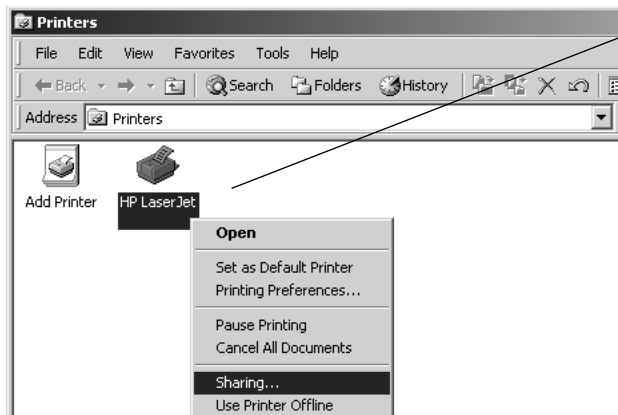 Printers
File Edit View Favorites Tools Help
Back Search Folders History
Address Printers
Add Printer HP LaserJet
Open
Set as Default Printer
Printing Preferences...
Pause Printing
Cancel All Documents
Sharing...
Use Printer Offline